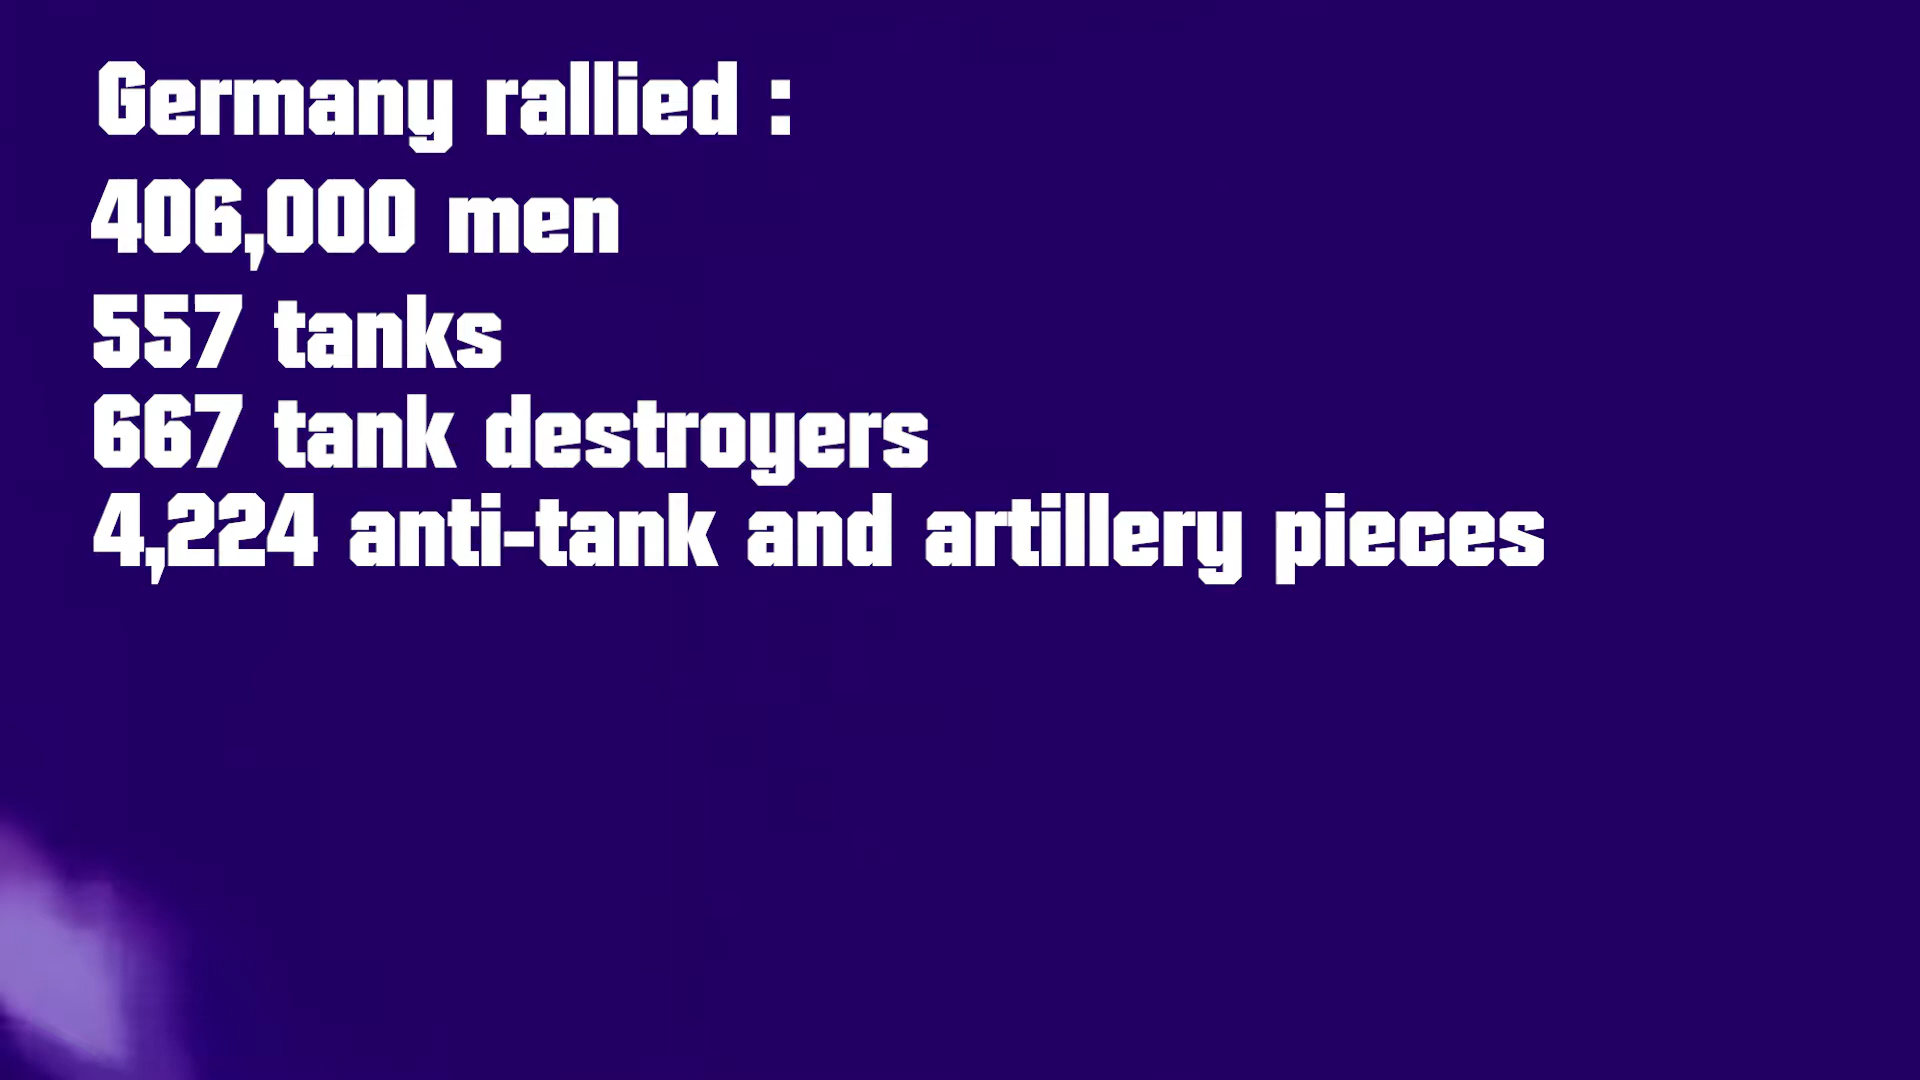 Germany rallied :
406,000 men
557 tanks
667 tank destroyers
4,224 anti-tank and artillery pieces